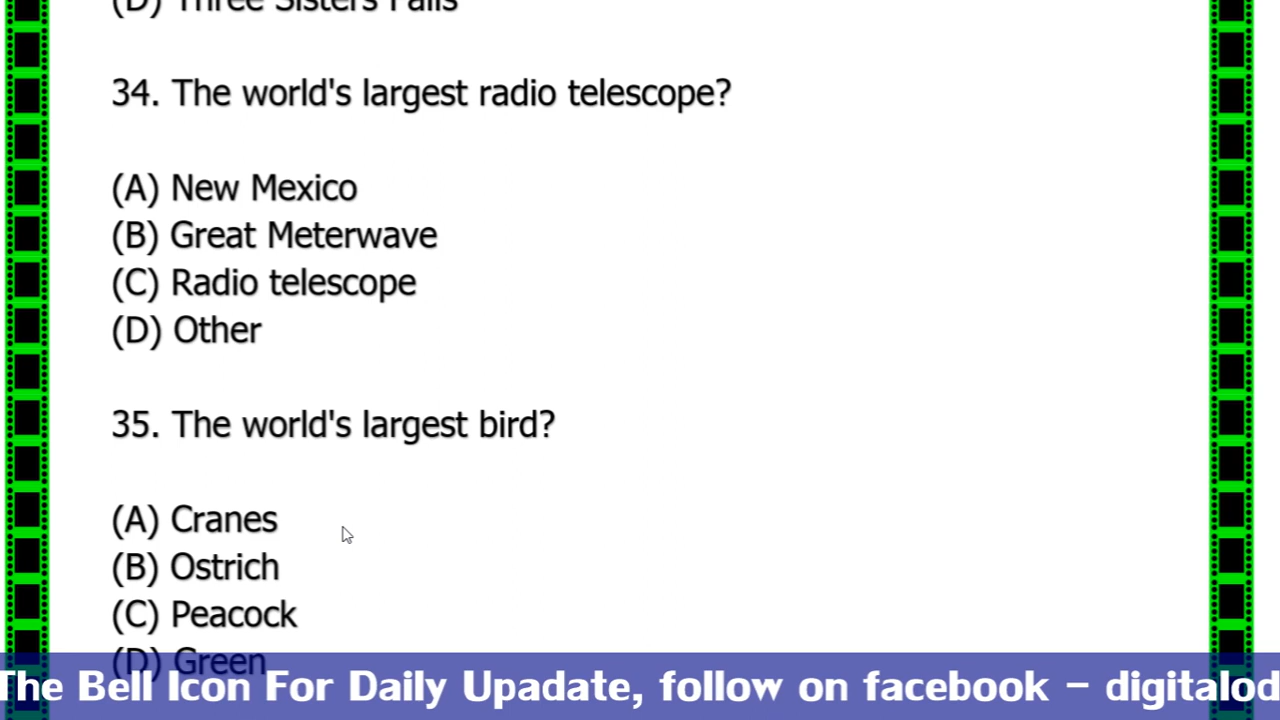 (D) Three Sisters Falls
34. The world's largest radio telescope?
(A) New Mexico
(B) Great Meterwave
(C) Radio telescope
(D) Other
35. The world's largest bird?
(A) Cranes
(B) Ostrich
(C) Peacock
(D) Green
The Bell Icon For Daily Upadate, follow on facebook – digitalod